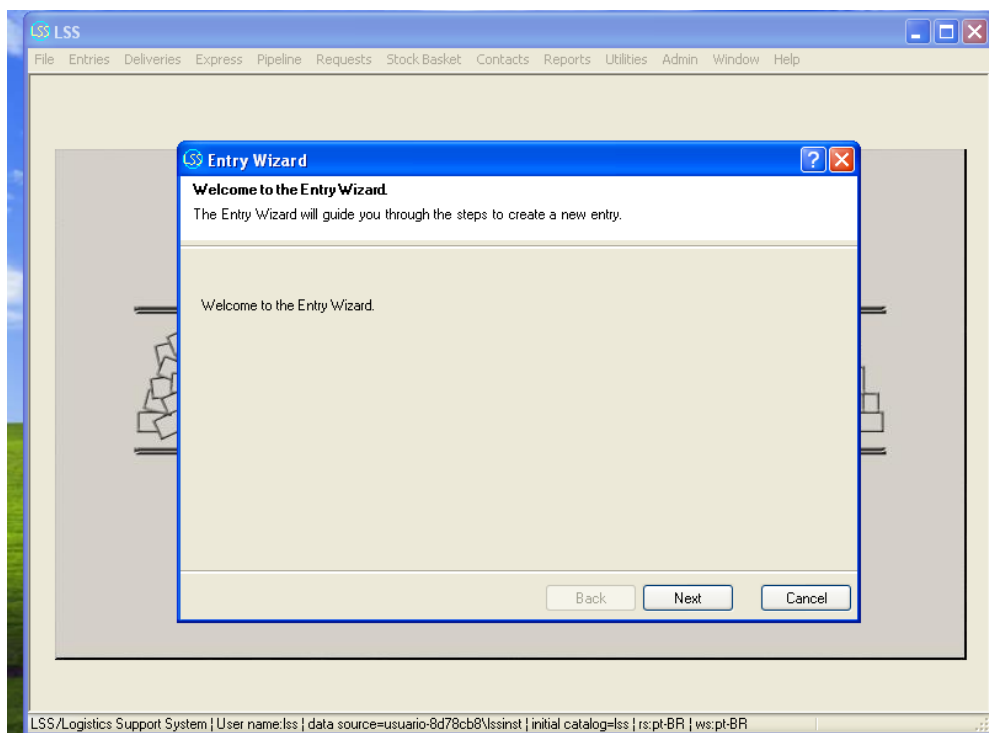 LSS LSS
File Entries Deliveries Express Pipeline Requests Stock Basket Contacts Reports Utilities Admin Window Help
LSS Entry Wizard
Welcome to the Entry Wizard.
The Entry Wizard will guide you through the steps to create a new entry.
Welcome to the Entry Wizard.
Back Next Cancel
LSS/Logistics Support System ¦ User name:lss ¦ data source=usuario-8d78cb8\lssinst ¦ initial catalog=lss ¦ rs:pt-BR ¦ ws:pt-BR